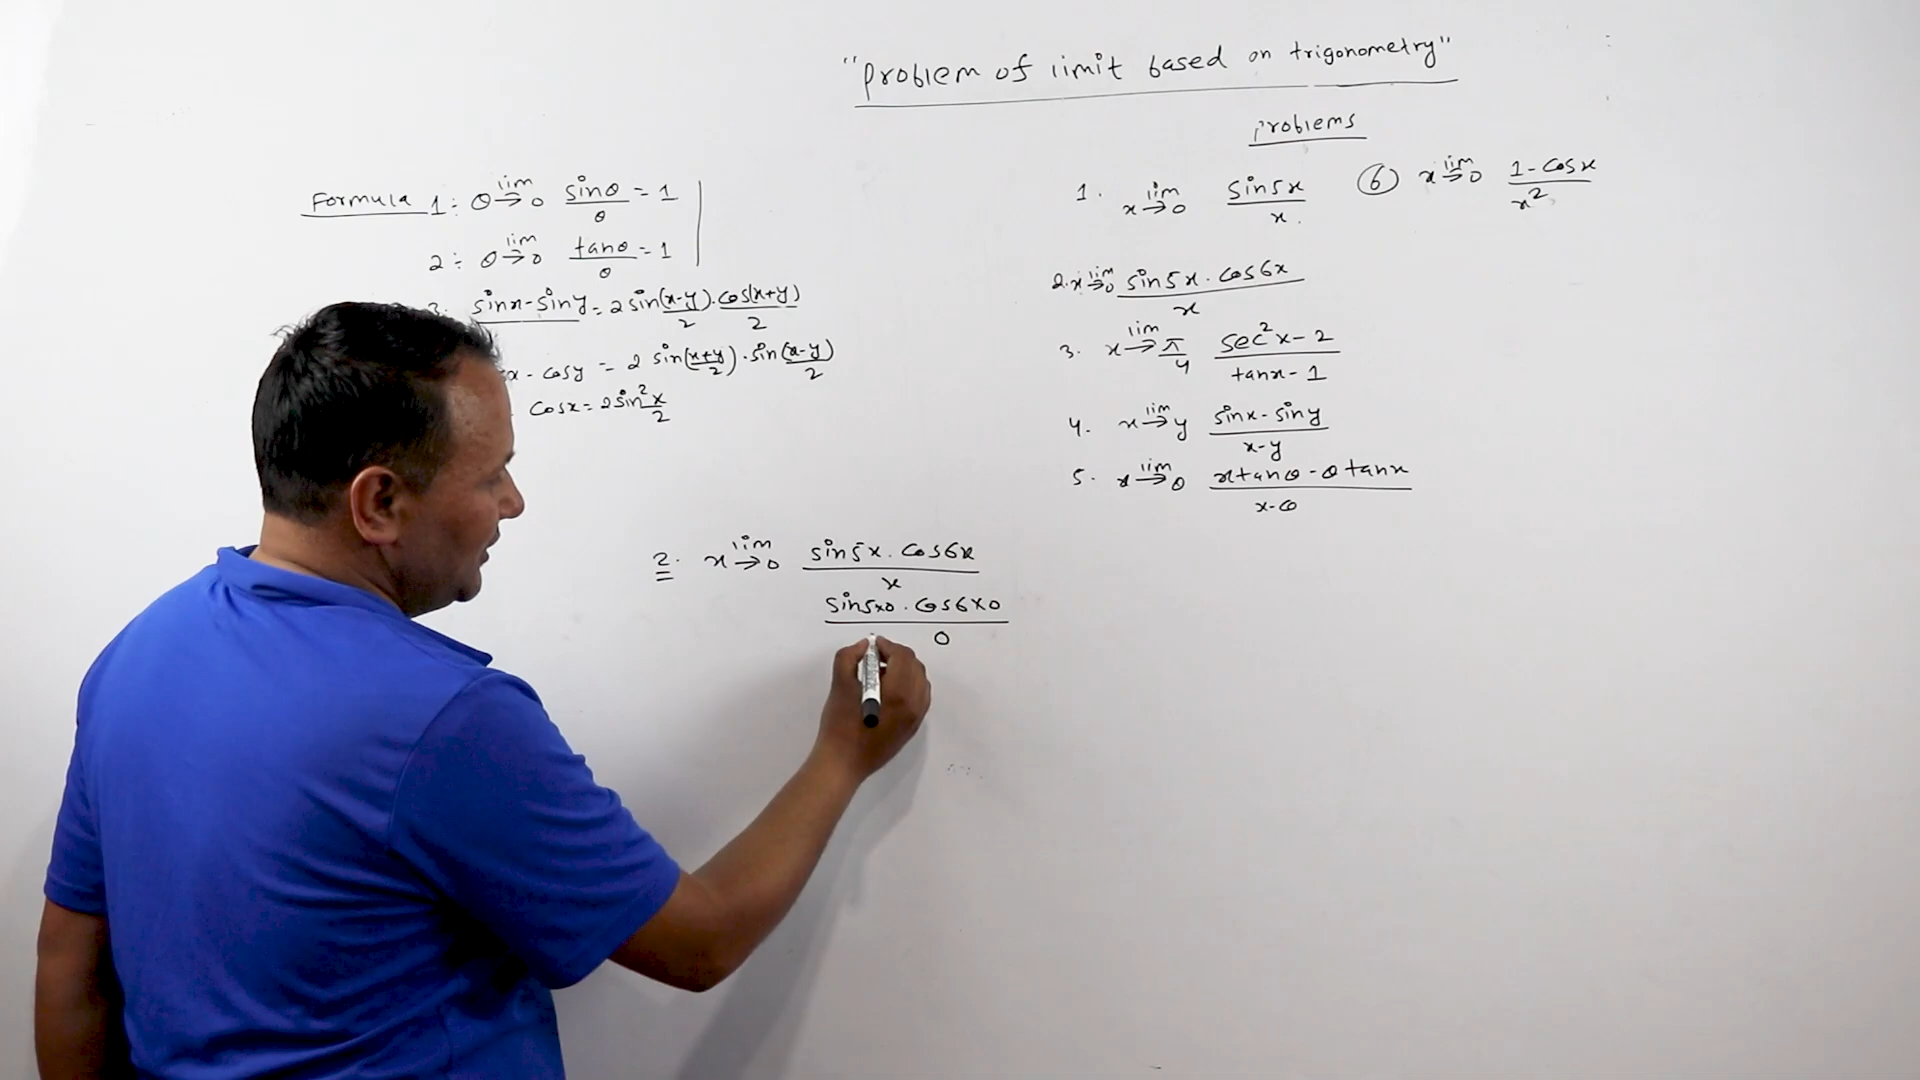 "Problem of limit based on trigonometry"
Problems
Formula 1: θ lim→0 sinθ/θ = 1
2: θ lim→0 tanθ/θ = 1
3. sinx-siny = 2 sin(x-y)/2 . cos(x+y)/2
sx - cosy = 2 sin(x+y/2) . sin(x-y)/2
cosx = 2sin²x/2
1. x lim→0 sin5x/x.
6 x lim→0 1-cosx/x²
2. x lim→0 sin5x . cos6x/x
3. x lim→π/4 sec²x-2/tanx-1
4. x lim→y sinx-siny/x-y
5. x lim→θ xtanθ-θtanx/x-θ
2. x lim→0 sin5x . cos6x/x
sin5x0 . cos6x0/0